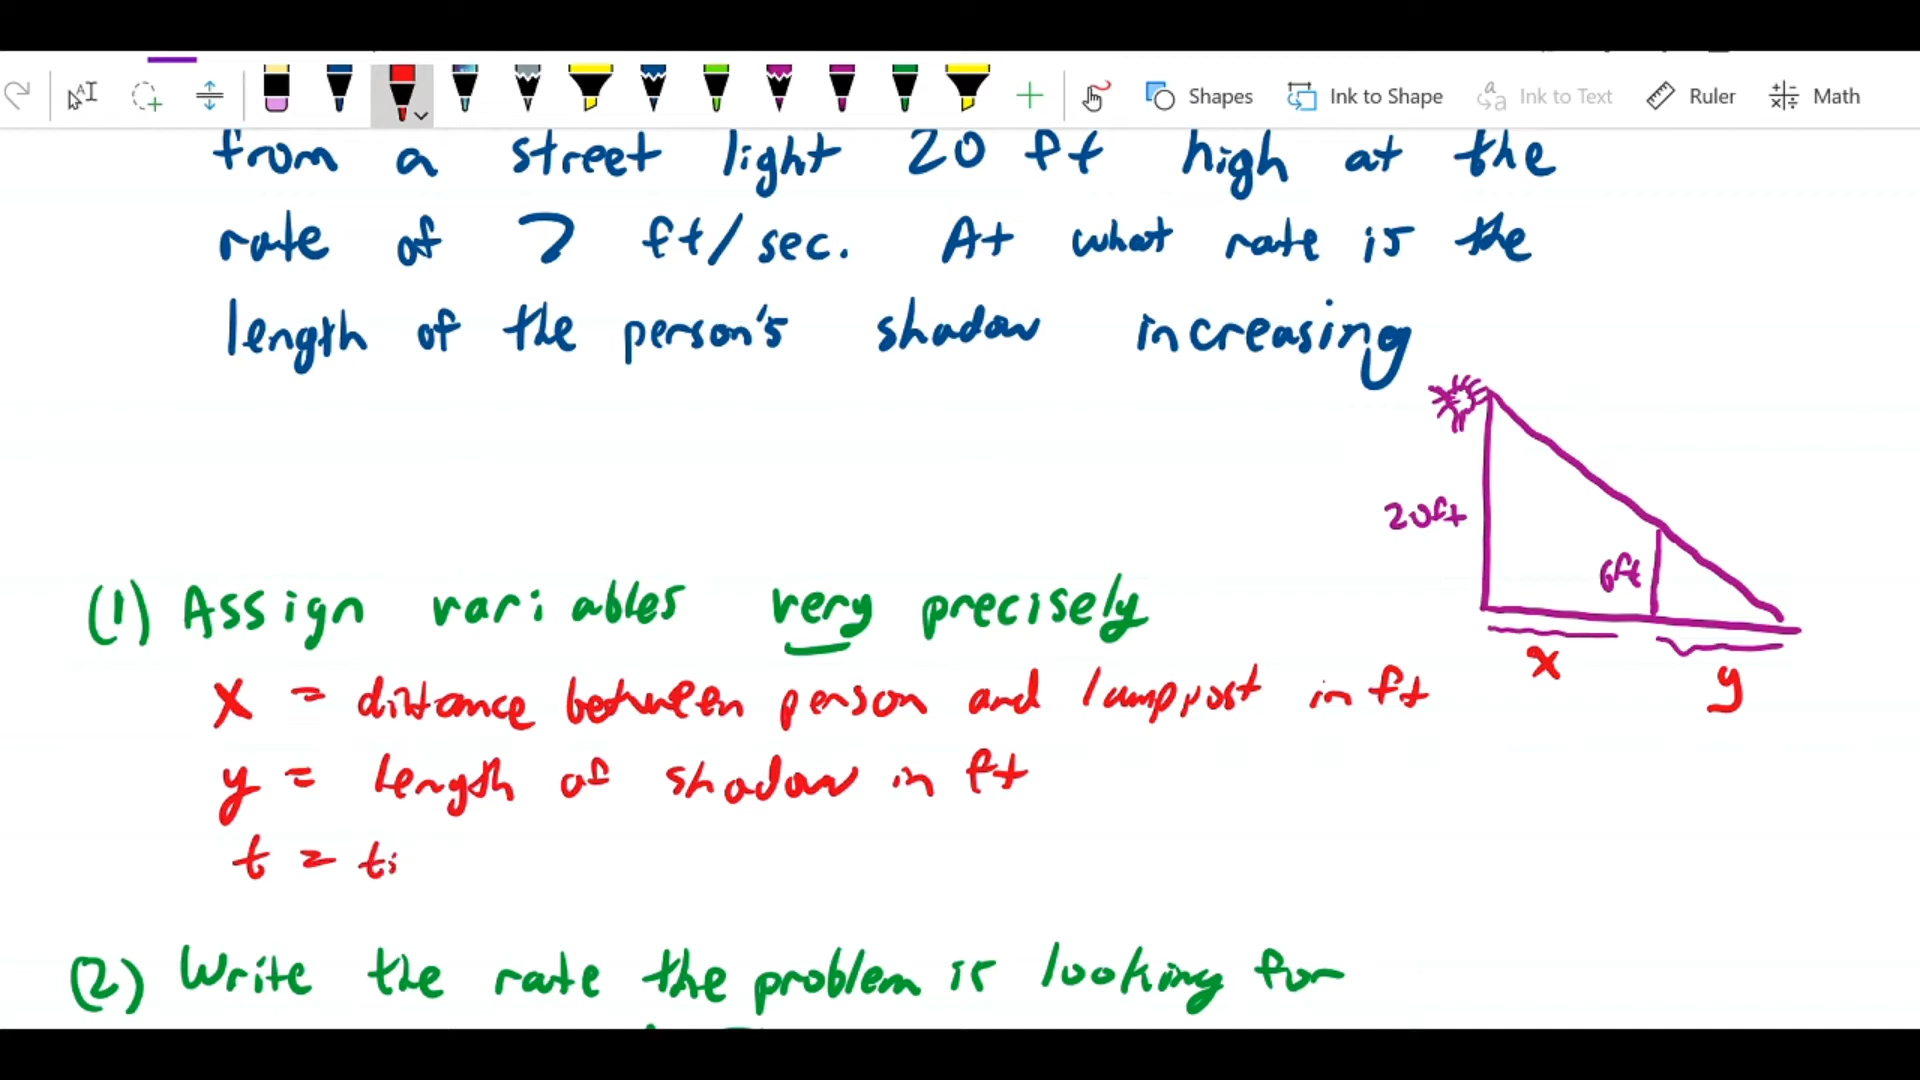 Shapes Ink to Shape Ink to Text Ruler Math
from a street light 20 ft high at the
rate of 7 ft/sec. At what rate is the
length of the person's shadow increasing
20ft
6ft
x
y
(1) Assign variables very precisely
x = distance between person and lamppost in ft
y = length of shadow in ft
t = ti
(2) Write the rate the problem is looking for